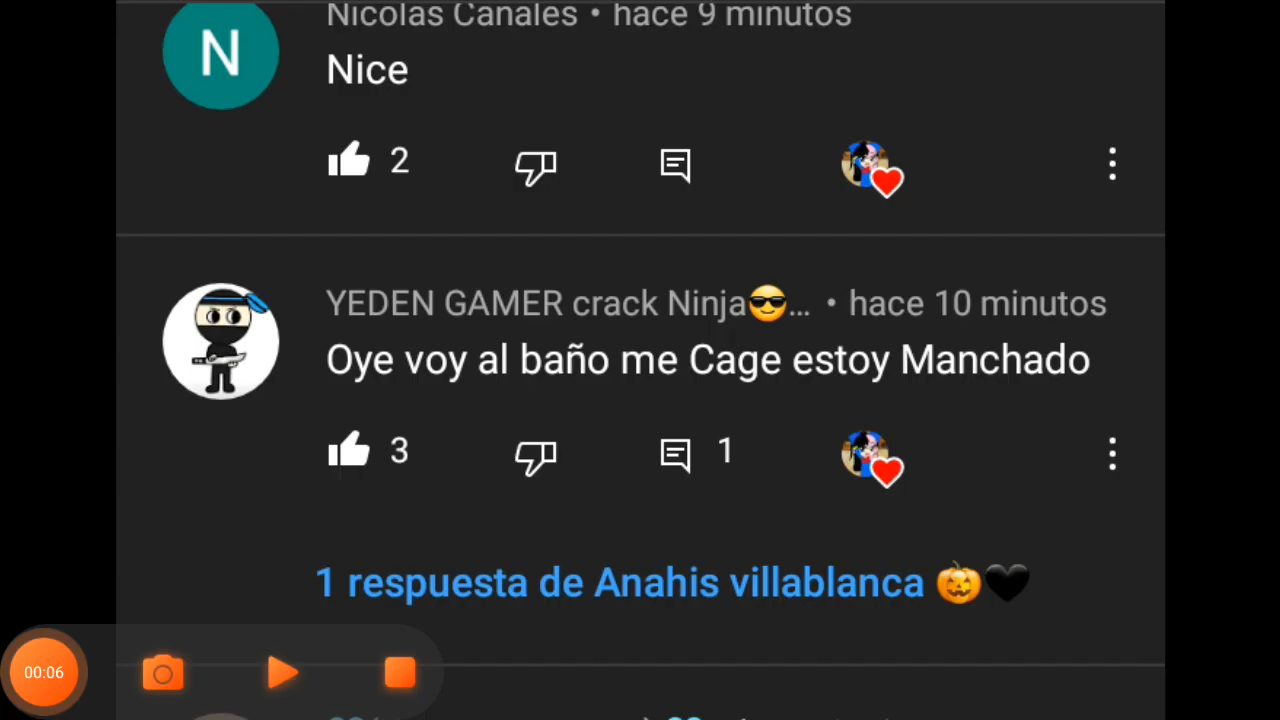 Nicolas Canales • hace 9 minutos
N
Nice
2
YEDEN GAMER crack Ninja😎... • hace 10 minutos
Oye voy al baño me Cage estoy Manchado
3 1
1 respuesta de Anahis villablanca 🎃🖤
00:06